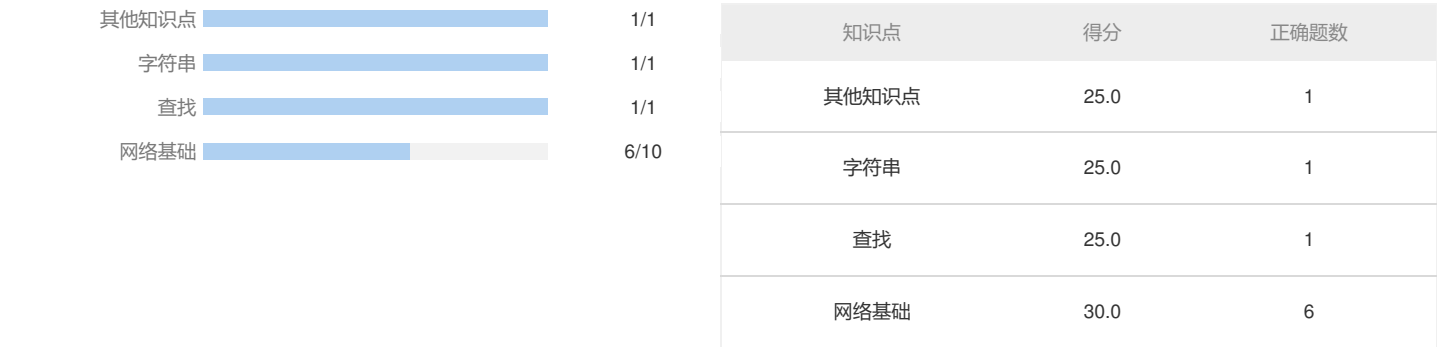 其他知识点 1/1
字符串 1/1
查找 1/1
网络基础 6/10
知识点 得分 正确题数
其他知识点 25.0 1
字符串 25.0 1
查找 25.0 1
网络基础 30.0 6